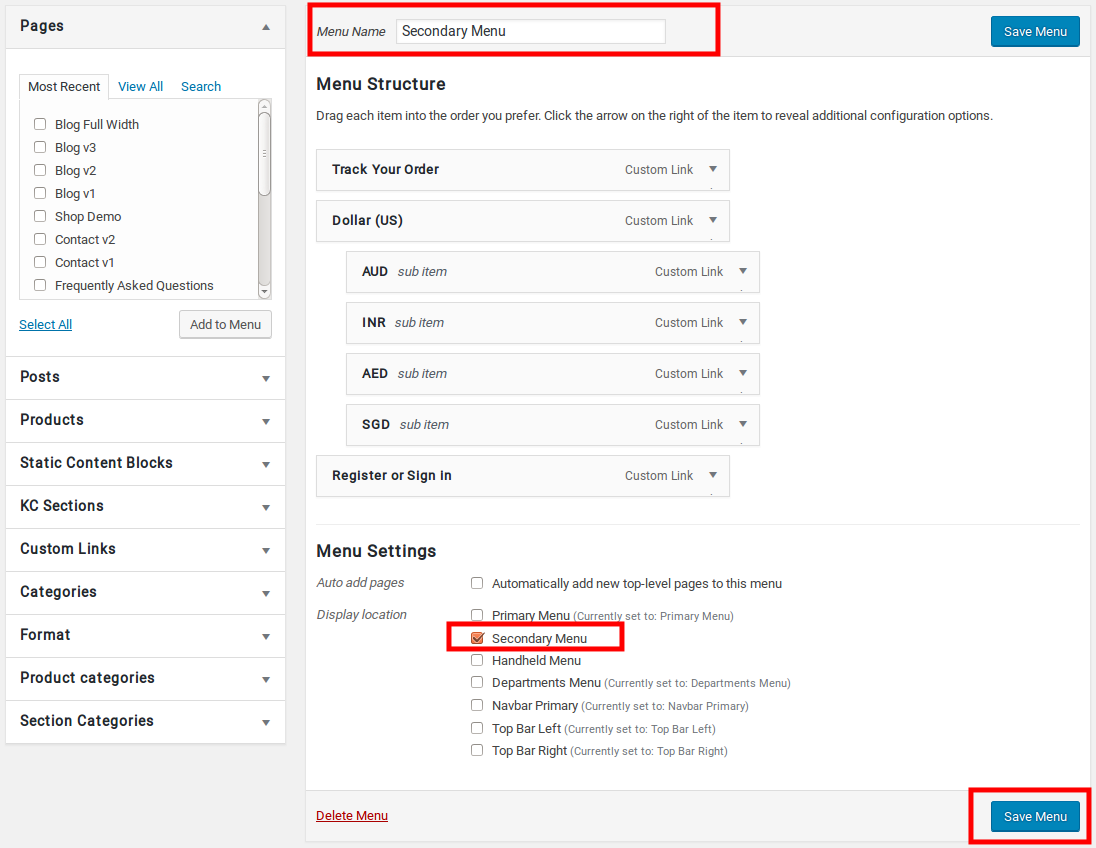 Pages
Most Recent View All Search
Blog Full Width
Blog v3
Blog v2
Blog v1
Shop Demo
Contact v2
Contact v1
Frequently Asked Questions
Select All Add to Menu
Posts
Products
Static Content Blocks
KC Sections
Custom Links
Categories
Format
Product categories
Section Categories
Menu Name Secondary Menu Save Menu
Menu Structure
Drag each item into the order you prefer. Click the arrow on the right of the item to reveal additional configuration options.
Track Your Order Custom Link
Dollar (US) Custom Link
AUD sub item Custom Link
INR sub item Custom Link
AED sub item Custom Link
SGD sub item Custom Link
Register or Sign in Custom Link
Menu Settings
Auto add pages Automatically add new top-level pages to this menu
Display location Primary Menu (Currently set to: Primary Menu)
Secondary Menu
Handheld Menu
Departments Menu (Currently set to: Departments Menu)
Navbar Primary (Currently set to: Navbar Primary)
Top Bar Left (Currently set to: Top Bar Left)
Top Bar Right (Currently set to: Top Bar Right)
Delete Menu Save Menu